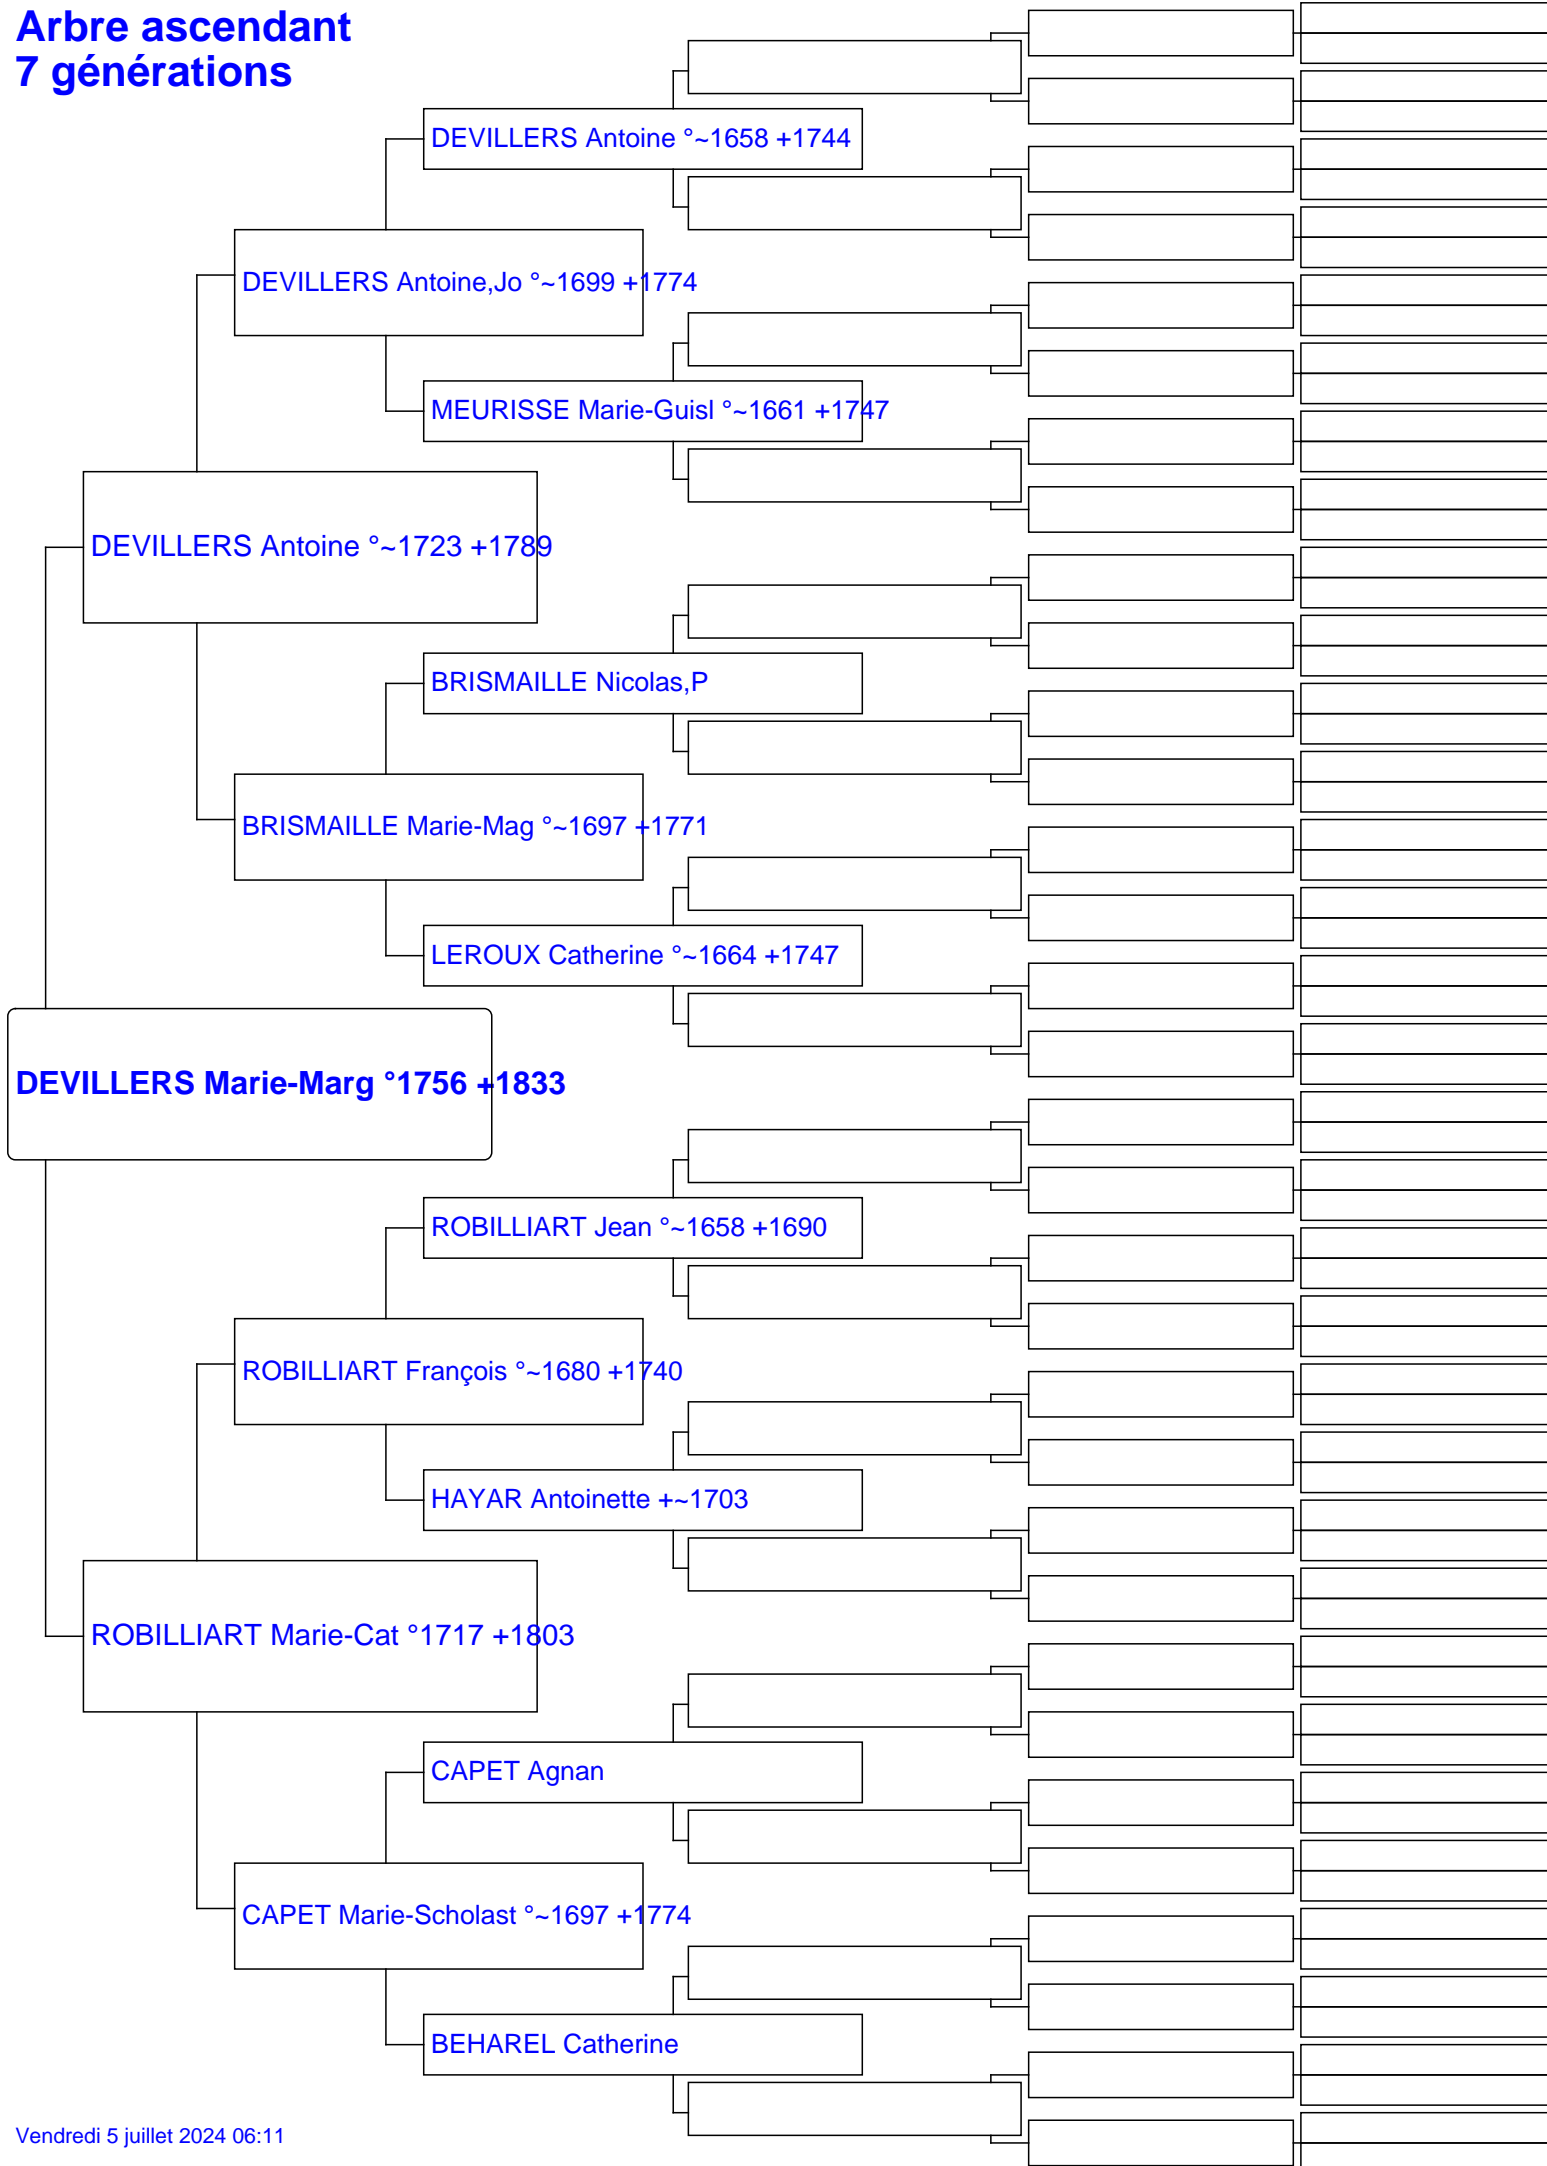 Arbre ascendant
7 générations
DEVILLERS Antoine °~1658 +1744
DEVILLERS Antoine,Jo °~1699 +1774
MEURISSE Marie-Guisl °~1661 +1747
DEVILLERS Antoine °~1723 +1789
BRISMAILLE Nicolas,P
BRISMAILLE Marie-Mag °~1697 +1771
LEROUX Catherine °~1664 +1747
DEVILLERS Marie-Marg °1756 +1833
ROBILLIART Jean °~1658 +1690
ROBILLIART François °~1680 +1740
HAYAR Antoinette +~1703
ROBILLIART Marie-Cat °1717 +1803
CAPET Agnan
CAPET Marie-Scholast °~1697 +1774
BEHAREL Catherine
Vendredi 5 juillet 2024 06:11